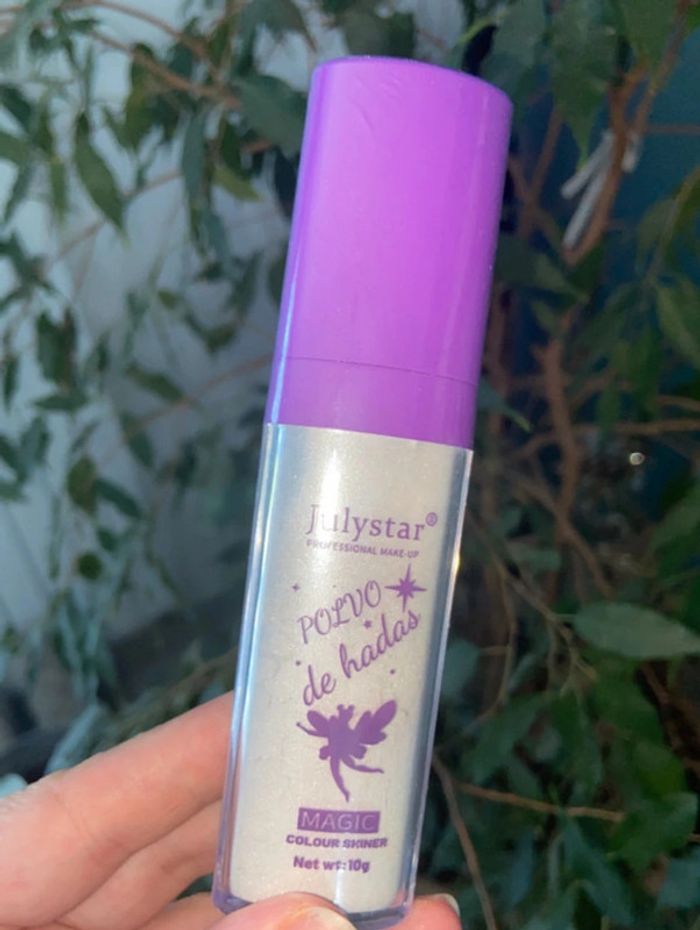 Julystar®
PROFESSIONAL MAKE-UP
POLVO
de hadas
MAGIC
COLOUR SKINER
Net wt:10g